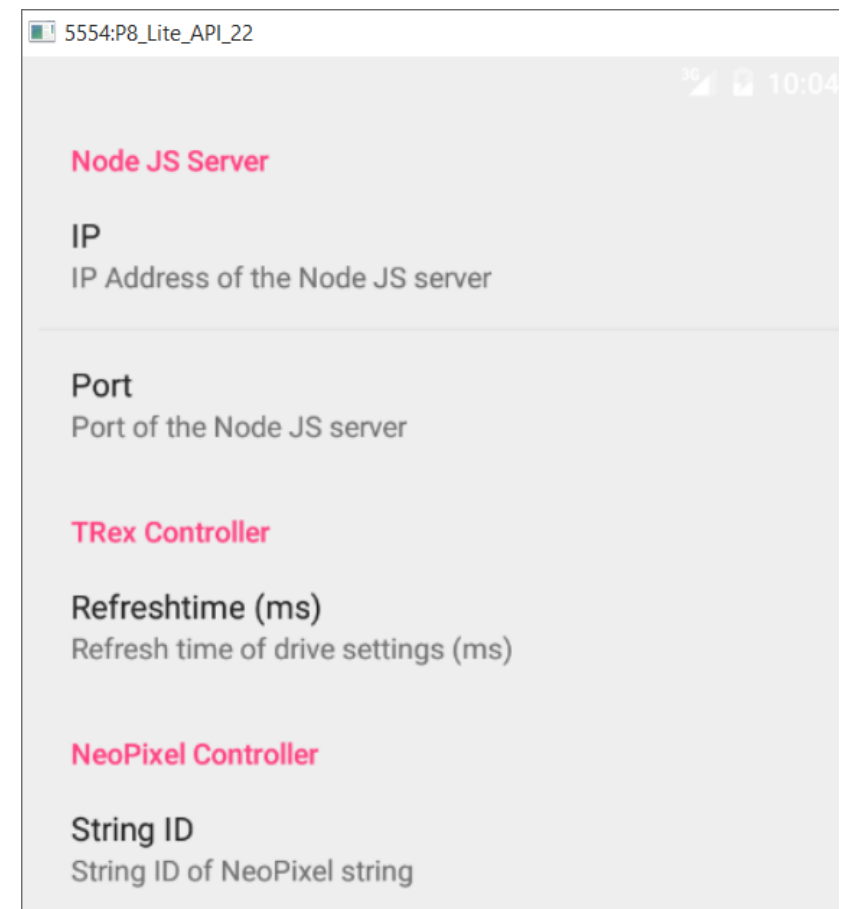 5554:P8_Lite_API_22
3G 10:04
Node JS Server
IP
IP Address of the Node JS server
Port
Port of the Node JS server
TRex Controller
Refreshtime (ms)
Refresh time of drive settings (ms)
NeoPixel Controller
String ID
String ID of NeoPixel string